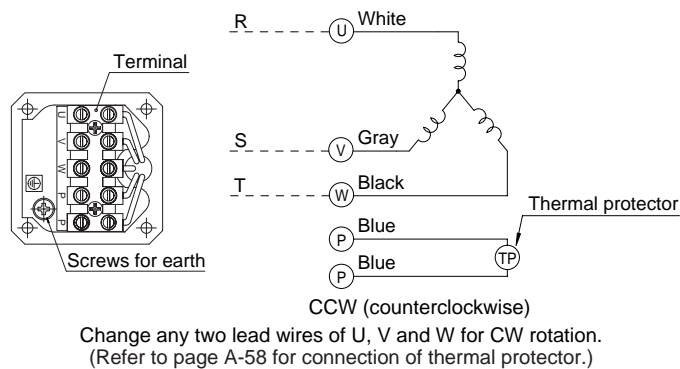 R
U
White
Terminal
U
V
W
P
P
S
V
Gray
T
W
Black
Thermal protector
P
Blue
TP
P
Blue
Screws for earth
CCW (counterclockwise)
Change any two lead wires of U, V and W for CW rotation.
(Refer to page A-58 for connection of thermal protector.)